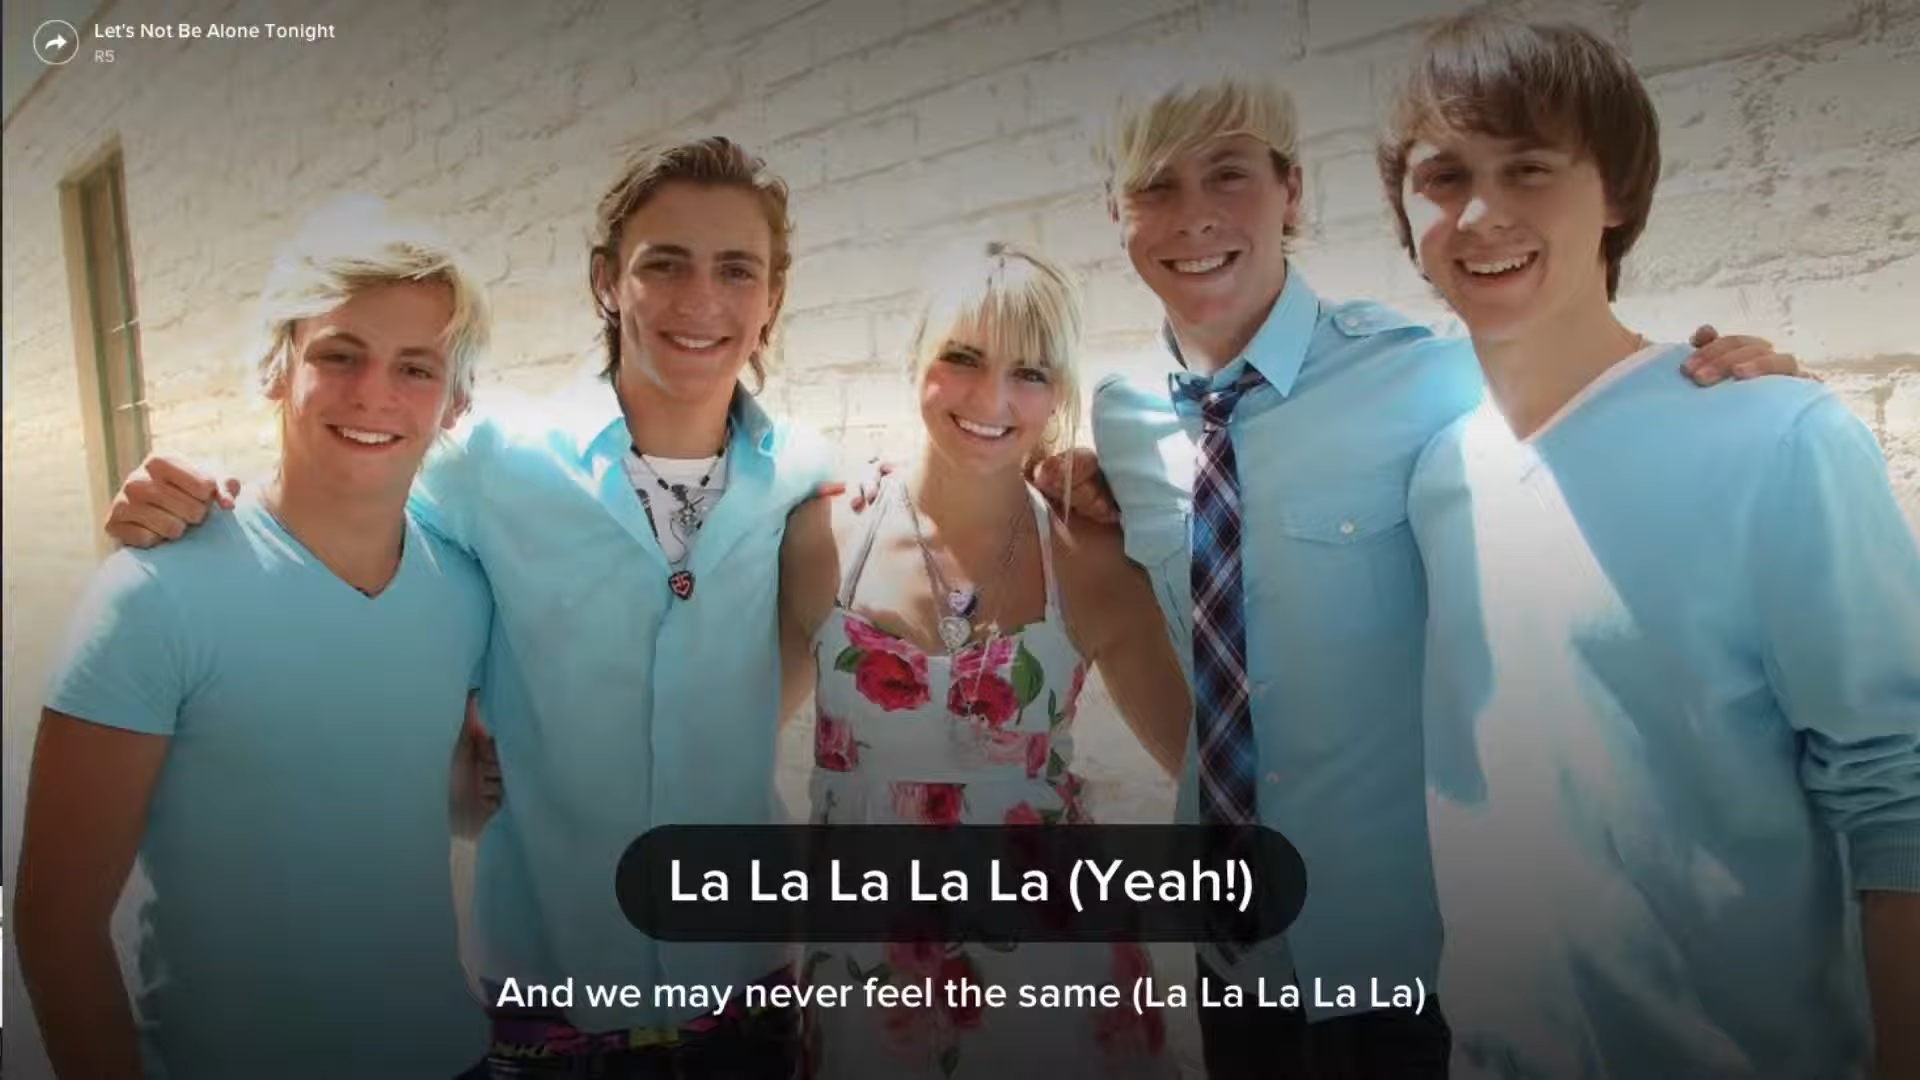 Let's Not Be Alone Tonight
R5
La La La La La (Yeah!)
And we may never feel the same (La La La La La)